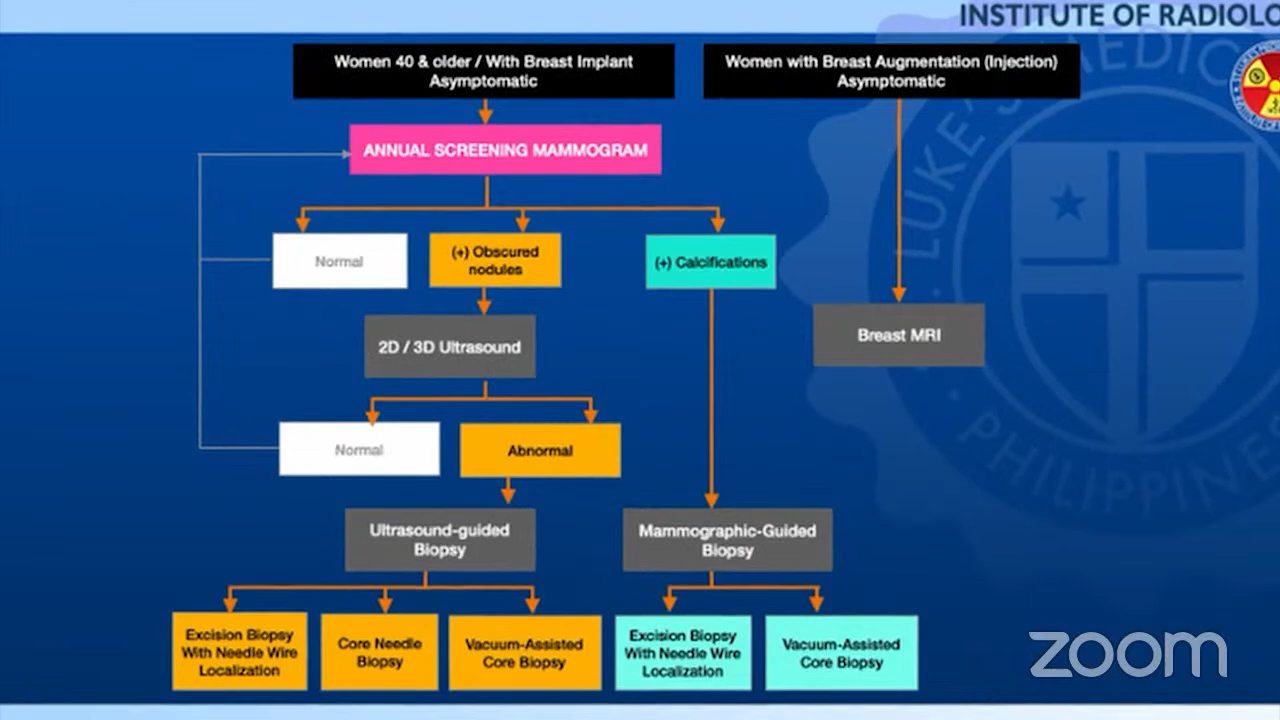 INSTITUTE OF RADIOLO
Women 40 & older / With Breast Implant
Asymptomatic
Women with Breast Augmentation (Injection)
Asymptomatic
ANNUAL SCREENING MAMMOGRAM
Normal
(+) Obscured
nodules
(+) Calcifications
2D / 3D Ultrasound
Breast MRI
Normal
Abnormal
Ultrasound-guided
Biopsy
Mammographic-Guided
Biopsy
Excision Biopsy
With Needle Wire
Localization
Core Needle
Biopsy
Vacuum-Assisted
Core Biopsy
Excision Biopsy
With Needle Wire
Localization
Vacuum-Assisted
Core Biopsy
LUKE'S MEDIC
PHILIPPINES
zoom